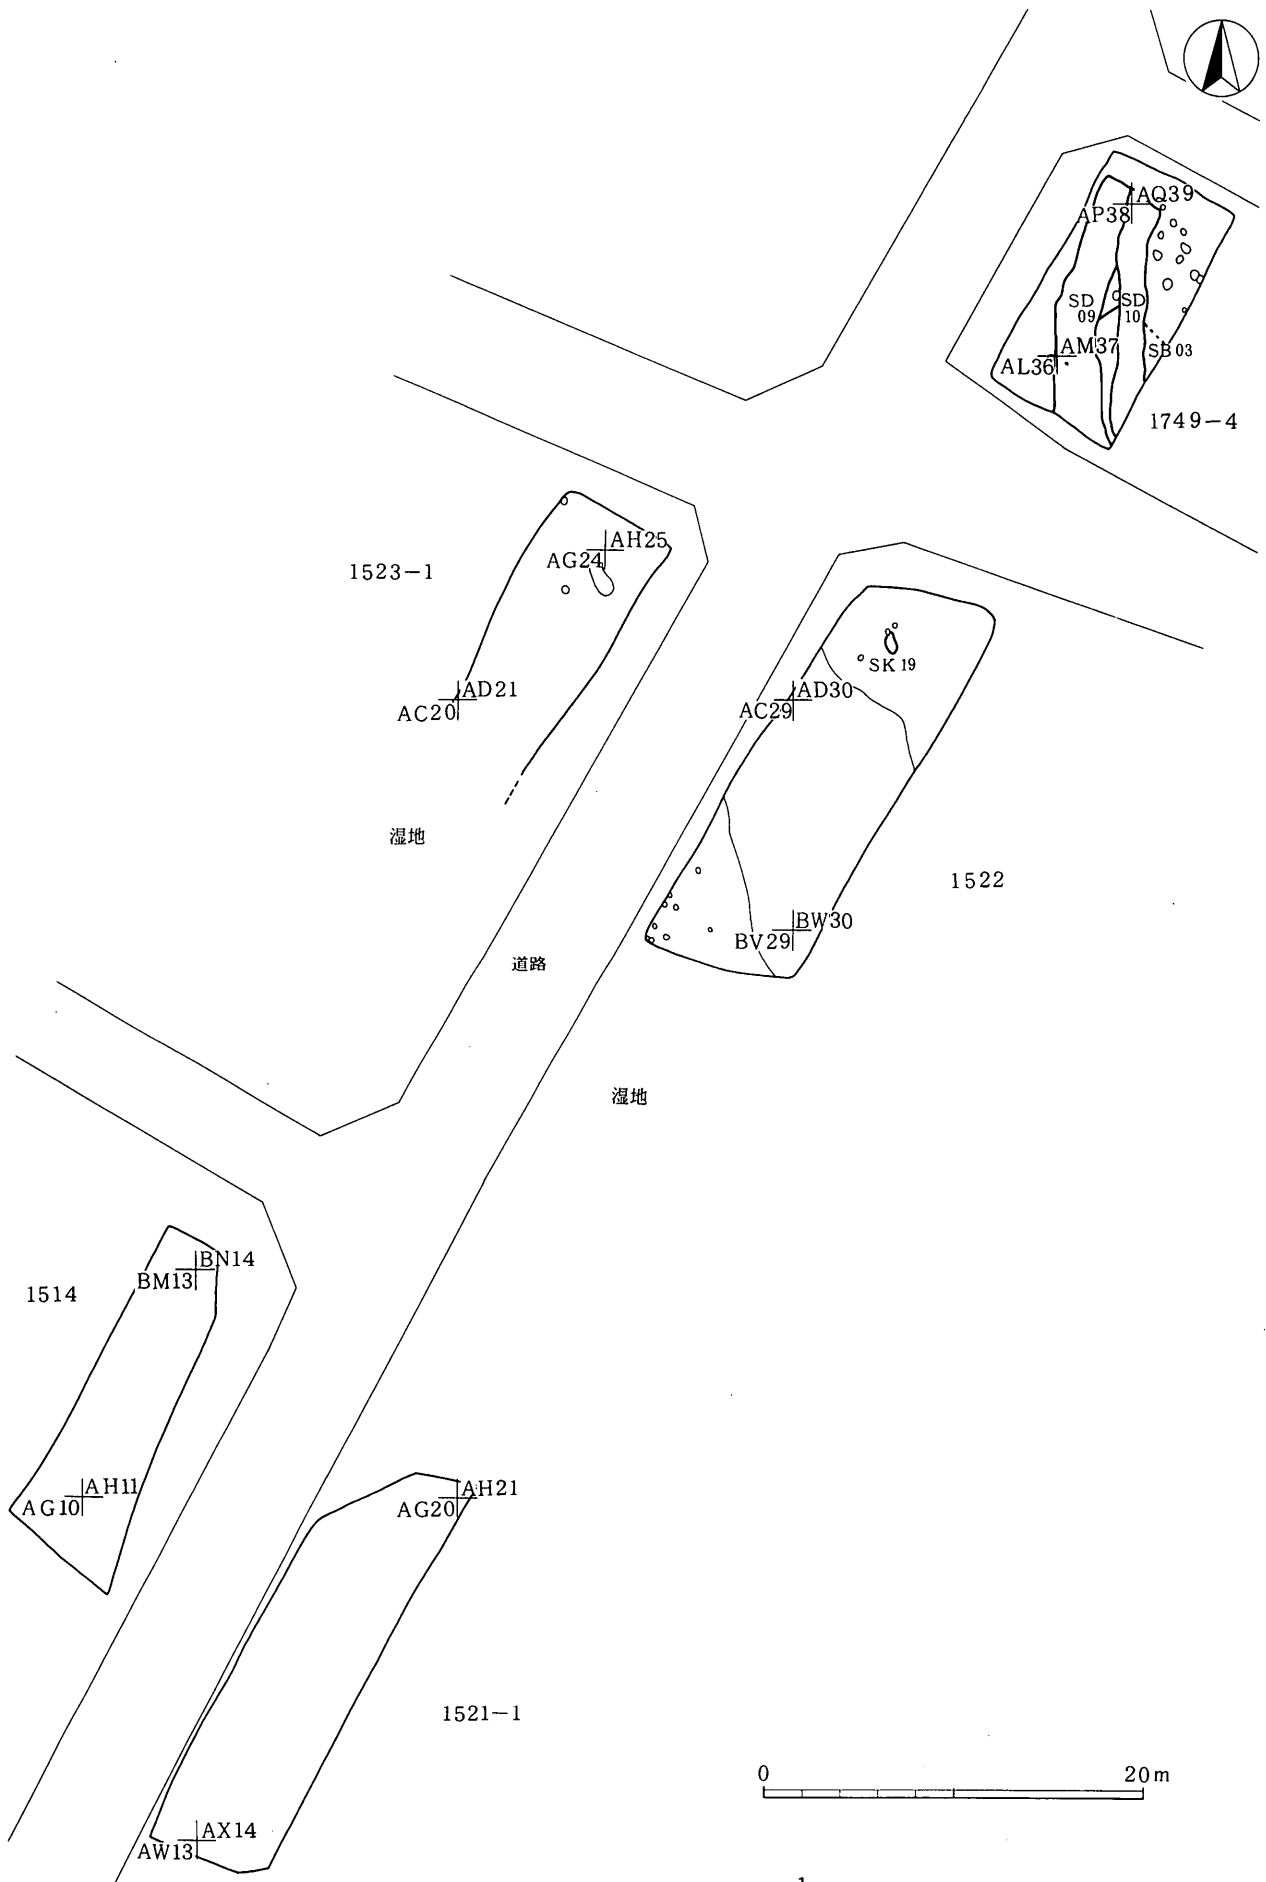 AQ39
AP38
SD
09
SD
10
AM37
SB03
AL36
1749-4
AH25
AG24
1523-1
SK19
AD21
AC20
AD30
AC29
湿地
1522
BW30
BV29
道路
湿地
BN14
BM13
1514
AH11
AG10
AH21
AG20
1521-1
0
20m
AX14
AW13